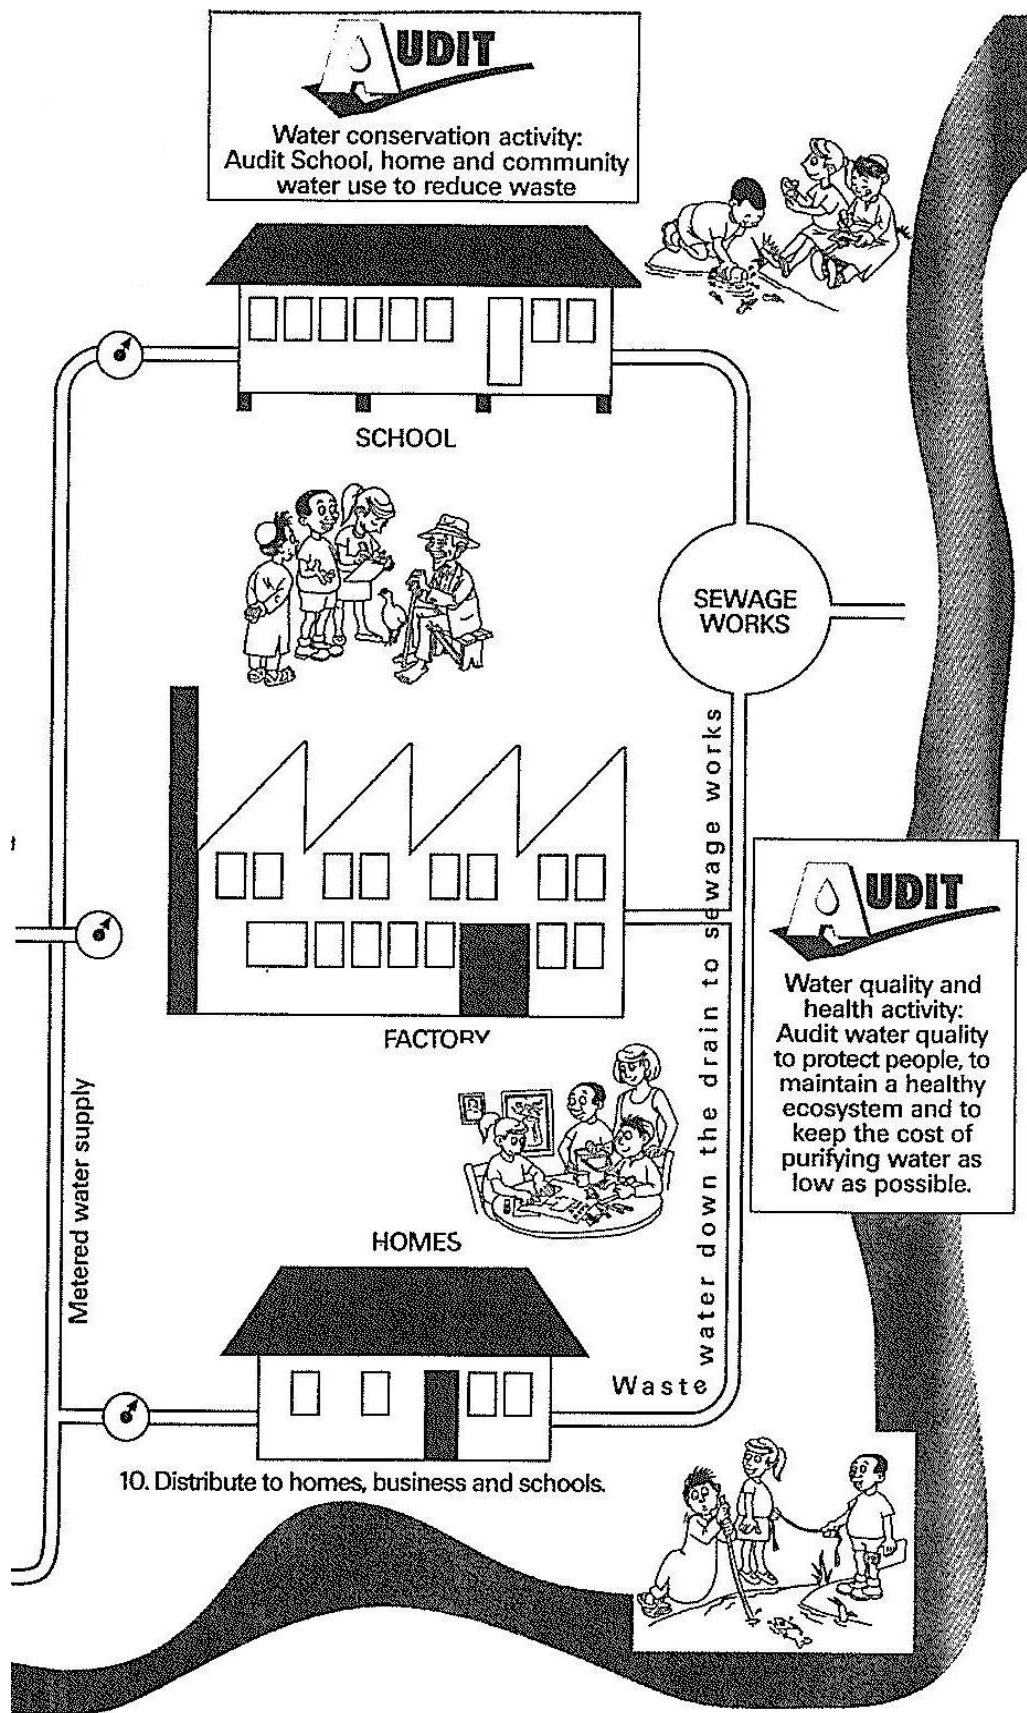 AUDIT
Water conservation activity:
Audit School, home and community
water use to reduce waste
SCHOOL
SEWAGE
WORKS
FACTORY
Metered water supply
HOMES
Waste water down the drain to sewage works
10. Distribute to homes, business and schools.
AUDIT
Water quality and
health activity:
Audit water quality
to protect people, to
maintain a healthy
ecosystem and to
keep the cost of
purifying water as
low as possible.